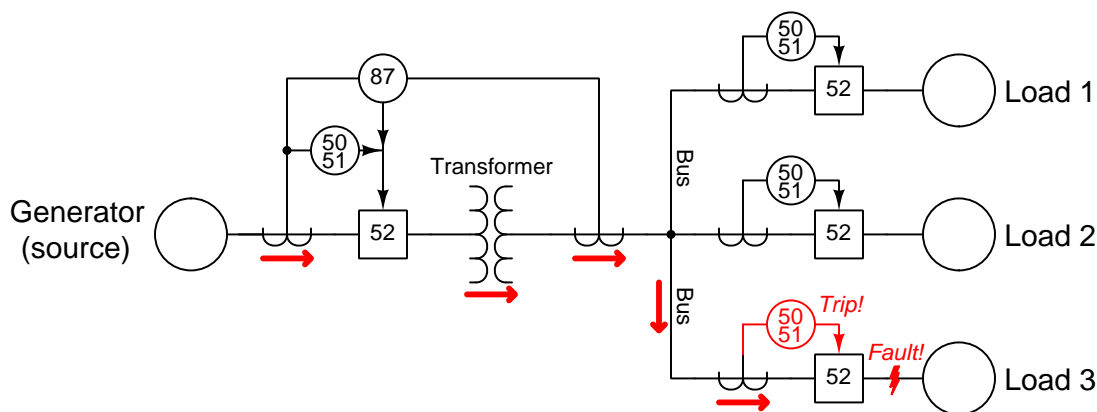 50
51
52
Load 1
87
50
51
Transformer
Bus
50
51
Generator
(source)
52
52
Load 2
Bus
50
51
Trip!
Fault!
52
Load 3